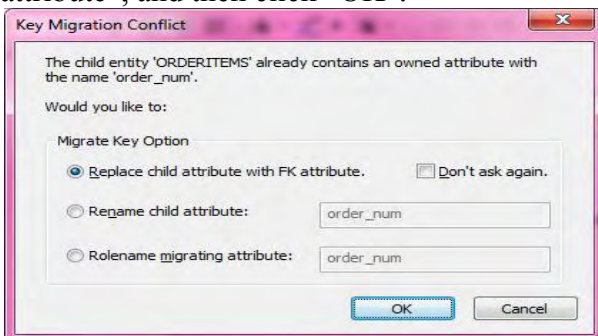 attribute", and then click "OK".
Key Migration Conflict
The child entity 'ORDERITEMS' already contains an owned attribute with
the name 'order_num'.
Would you like to:
Migrate Key Option
Replace child attribute with FK attribute.
Don't ask again.
Rename child attribute:
order_num
Rolename migrating attribute:
order_num
OK
Cancel